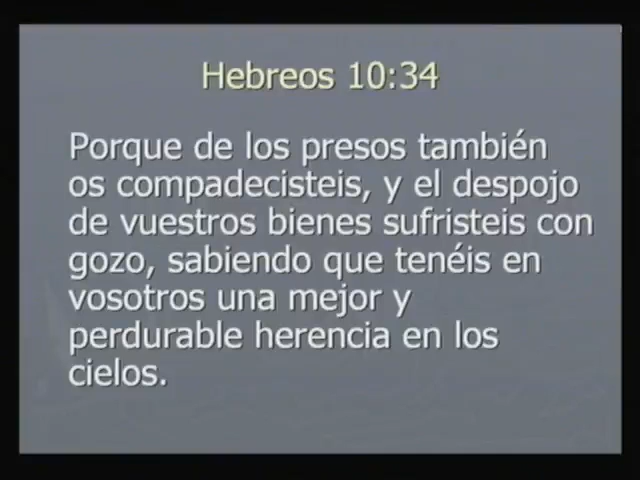 Hebreos 10:34
Porque de los presos también
os compadecisteis, y el despojo
de vuestros bienes sufristeis con
gozo, sabiendo que tenéis en
vosotros una mejor y
perdurable herencia en los
cielos.